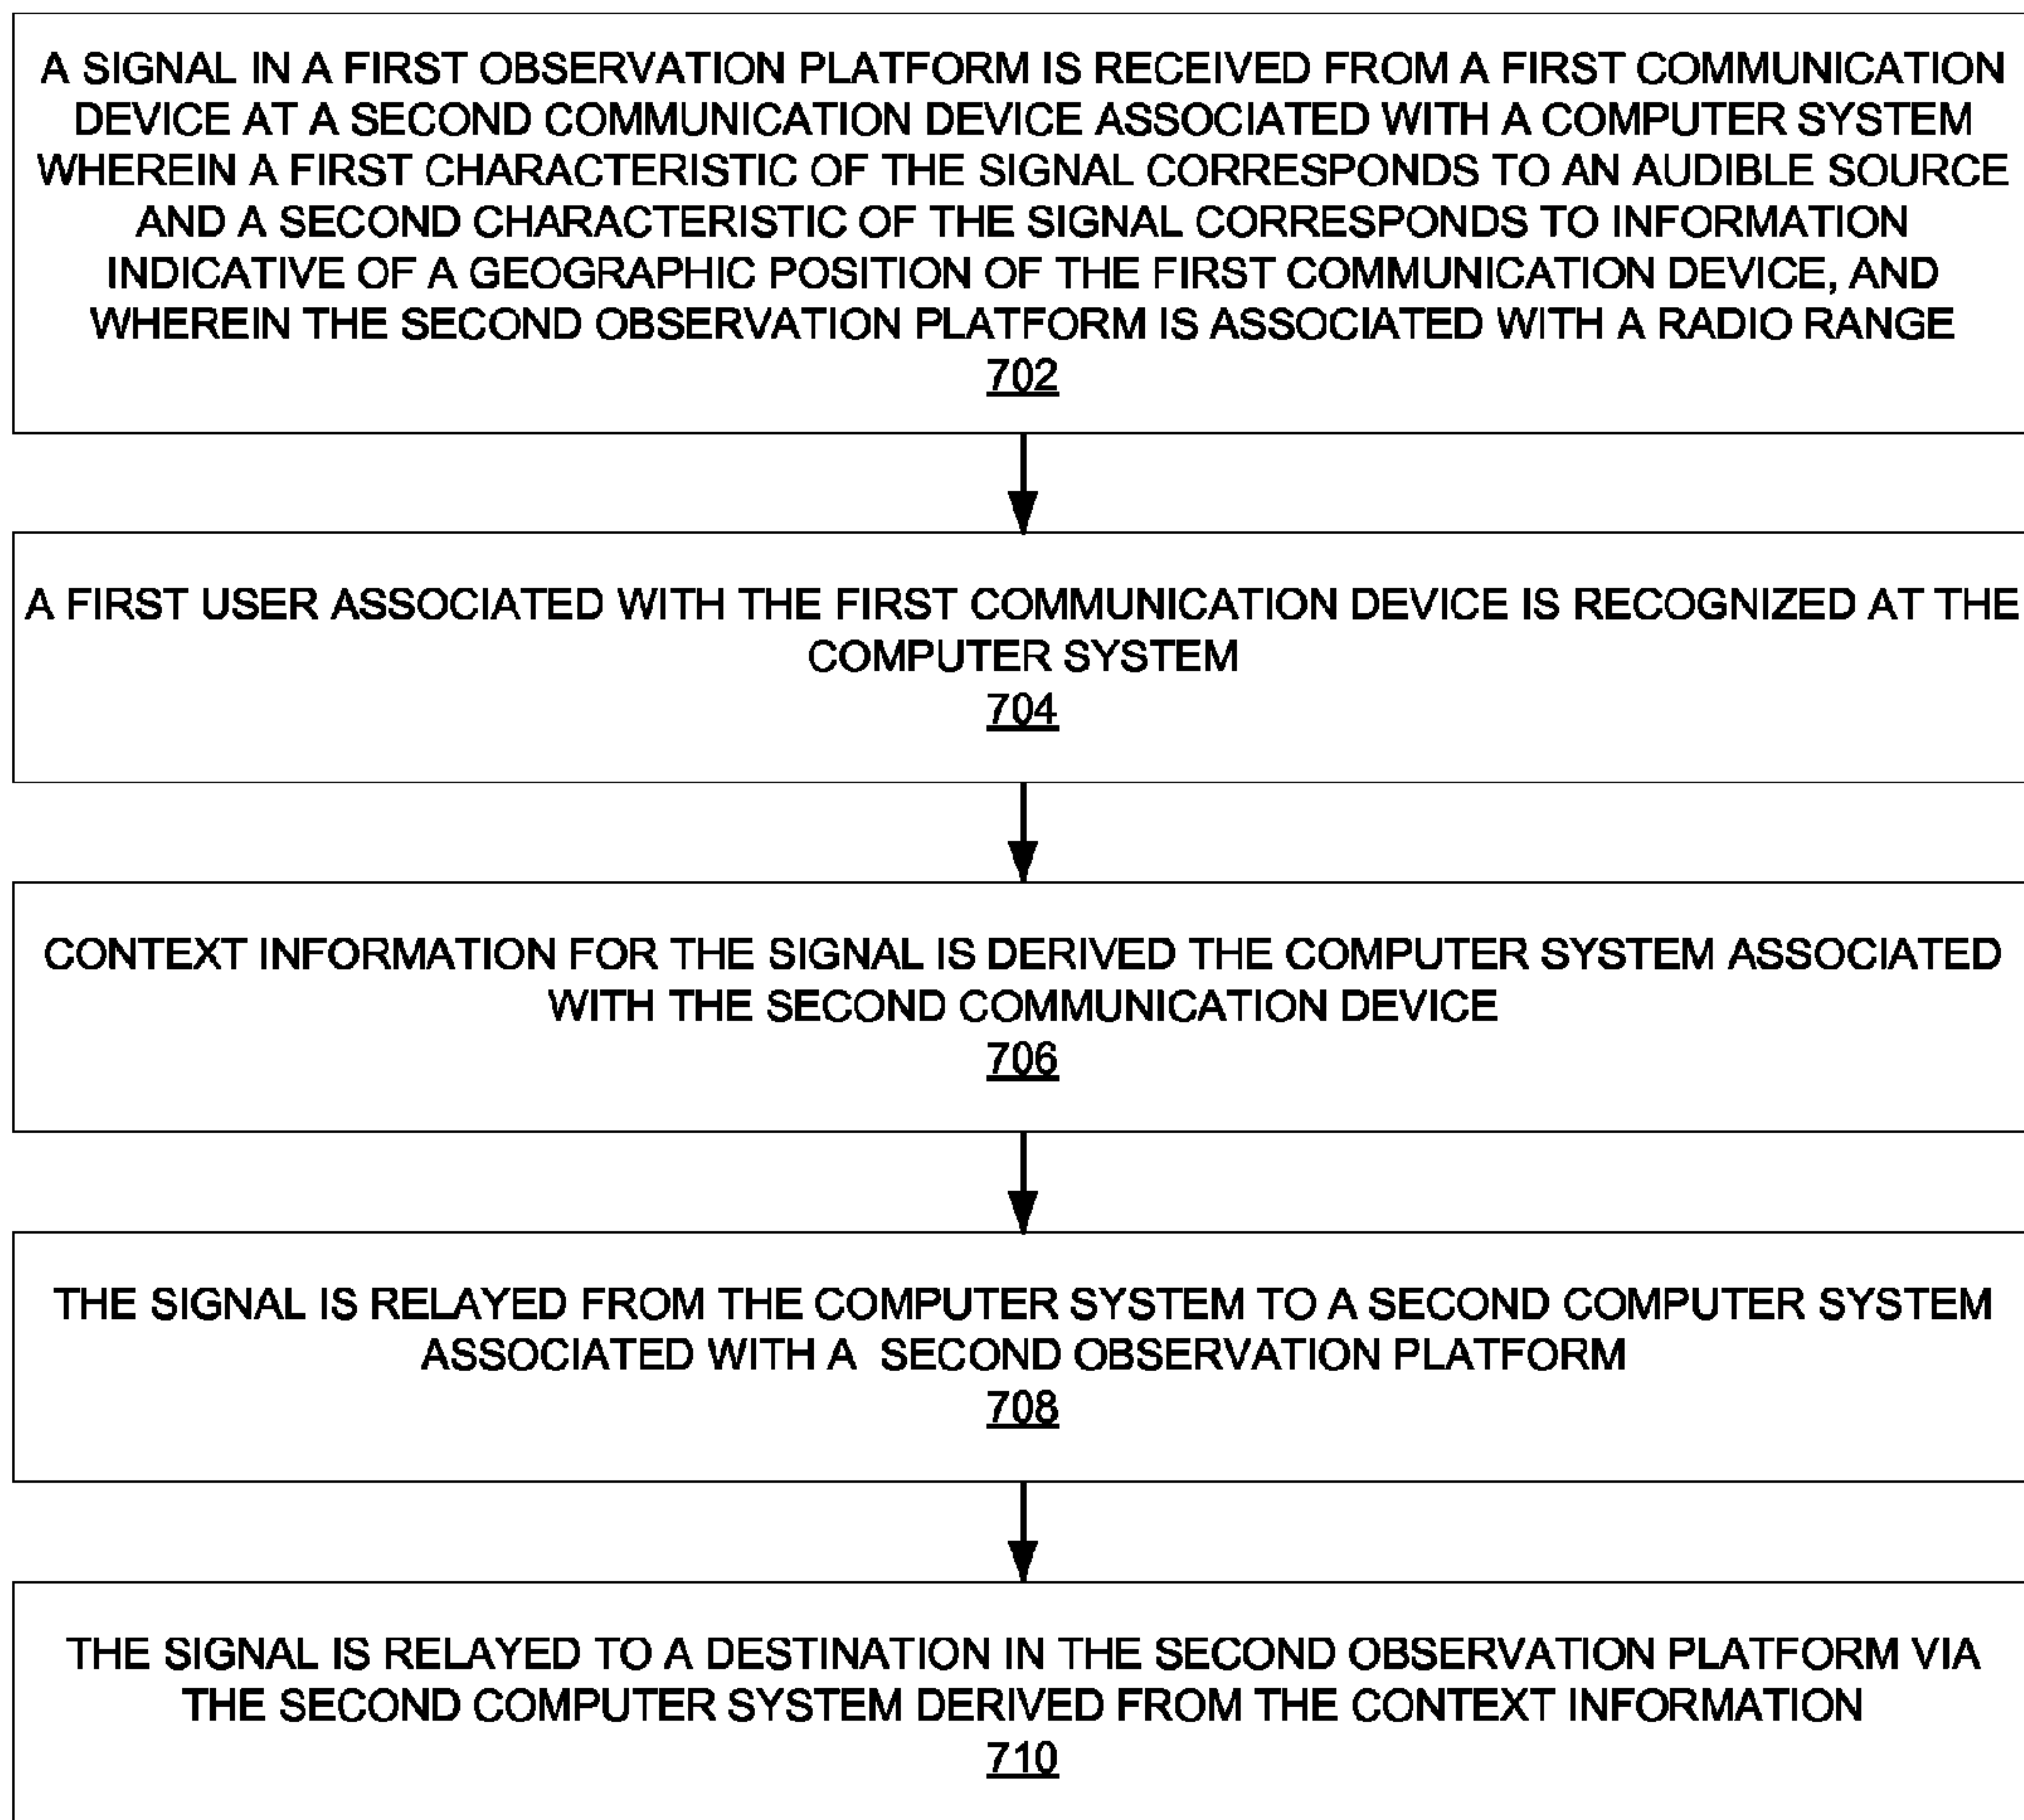 A SIGNAL IN A FIRST OBSERVATION PLATFORM IS RECEIVED FROM A FIRST COMMUNICATION
DEVICE AT A SECOND COMMUNICATION DEVICE ASSOCIATED WITH A COMPUTER SYSTEM
WHEREIN A FIRST CHARACTERISTIC OF THE SIGNAL CORRESPONDS TO AN AUDIBLE SOURCE
AND A SECOND CHARACTERISTIC OF THE SIGNAL CORRESPONDS TO INFORMATION
INDICATIVE OF A GEOGRAPHIC POSITION OF THE FIRST COMMUNICATION DEVICE, AND
WHEREIN THE SECOND OBSERVATION PLATFORM IS ASSOCIATED WITH A RADIO RANGE
702
A FIRST USER ASSOCIATED WITH THE FIRST COMMUNICATION DEVICE IS RECOGNIZED AT THE
COMPUTER SYSTEM
704
CONTEXT INFORMATION FOR THE SIGNAL IS DERIVED THE COMPUTER SYSTEM ASSOCIATED
WITH THE SECOND COMMUNICATION DEVICE
706
THE SIGNAL IS RELAYED FROM THE COMPUTER SYSTEM TO A SECOND COMPUTER SYSTEM
ASSOCIATED WITH A SECOND OBSERVATION PLATFORM
708
THE SIGNAL IS RELAYED TO A DESTINATION IN THE SECOND OBSERVATION PLATFORM VIA
THE SECOND COMPUTER SYSTEM DERIVED FROM THE CONTEXT INFORMATION
710